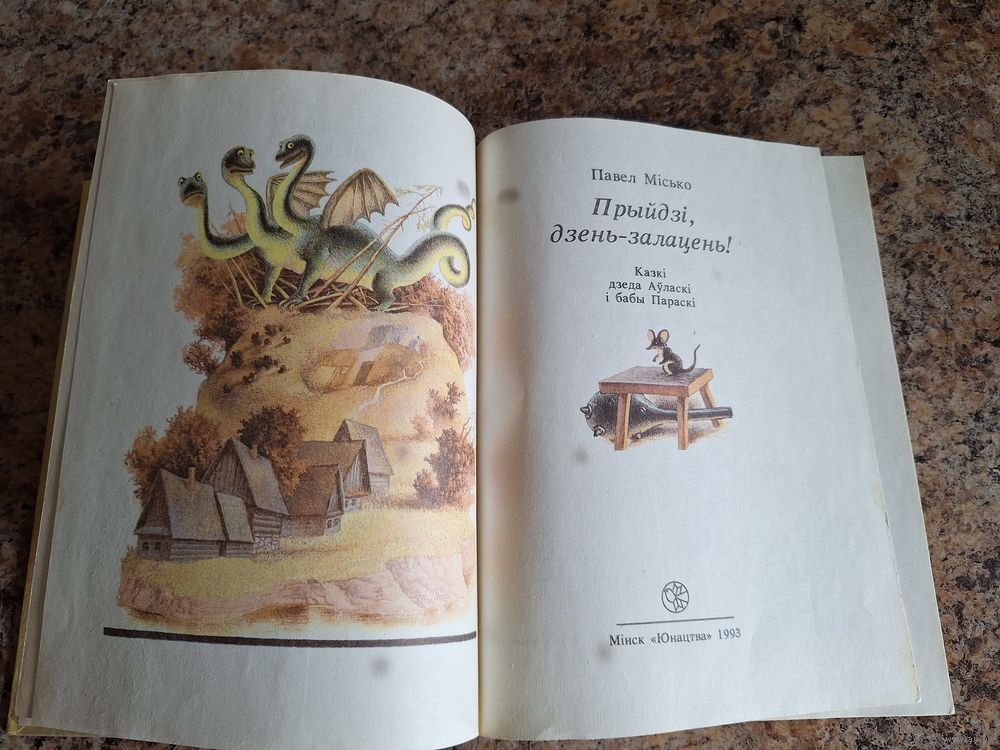 Павел Місько
Прыйдзі,
дзень-залацень!
Казкі
дзеда Аўласкі
і бабы Параскі
Мінск «Юнацтва» 1993